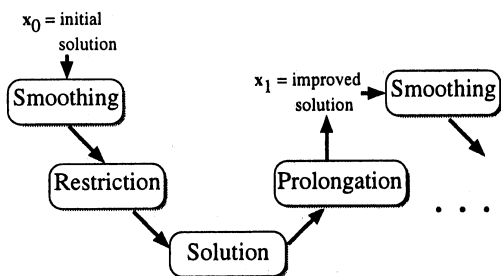 x₀ = initial
solution
Smoothing
Restriction
Solution
Prolongation
x₁ = improved
solution
Smoothing
. . .